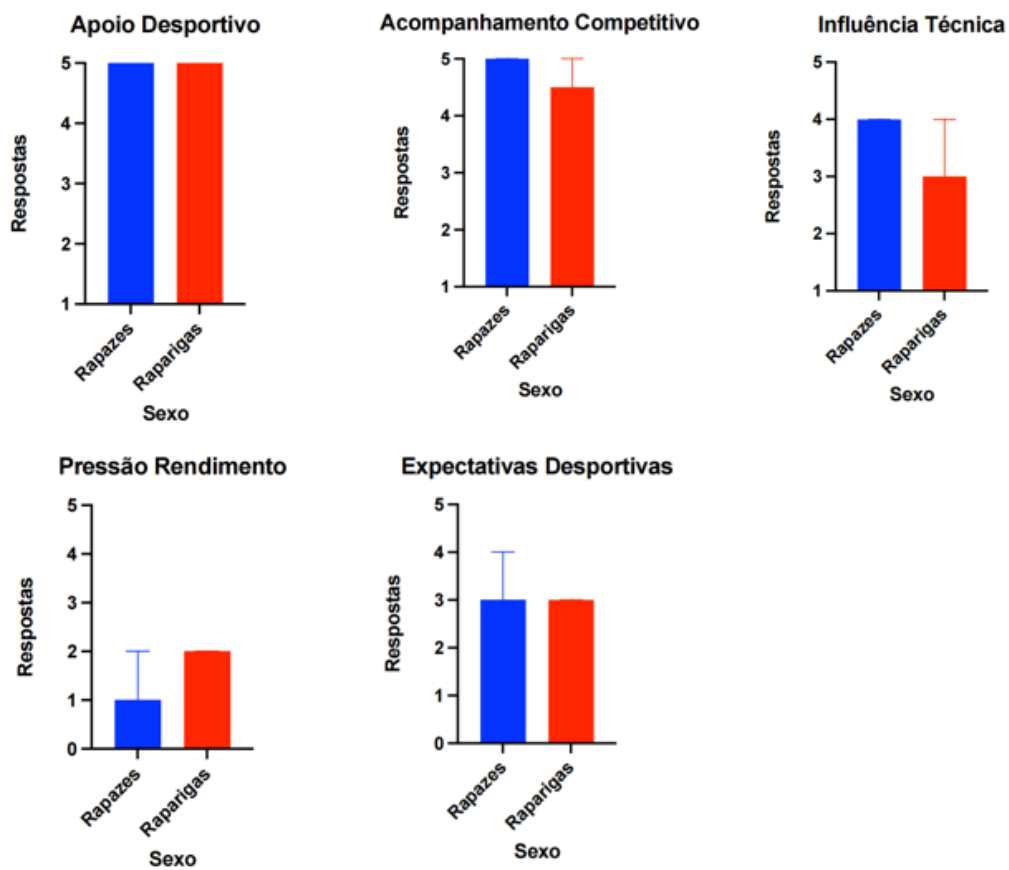 Apoio Desportivo
Respostas
5
4
3
2
1
Rapazes
Raparigas
Sexo
Acompanhamento Competitivo
Respostas
5
4
3
2
1
Rapazes
Raparigas
Sexo
Influência Técnica
Respostas
5
4
3
2
1
Rapazes
Raparigas
Sexo
Pressão Rendimento
Respostas
5
4
3
2
1
0
Rapazes
Raparigas
Sexo
Expectativas Desportivas
Respostas
5
4
3
2
1
0
Rapazes
Raparigas
Sexo